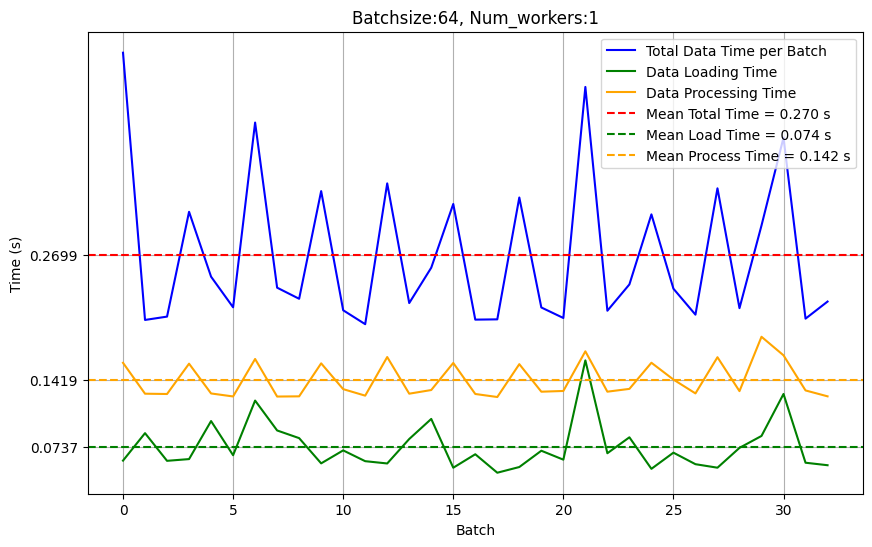 Batchsize:64, Num_workers:1
Total Data Time per Batch
Data Loading Time
Data Processing Time
Mean Total Time = 0.270 s
Mean Load Time = 0.074 s
Mean Process Time = 0.142 s
Time (s)
0.2699
0.1419
0.0737
0 5 10 15 20 25 30
Batch